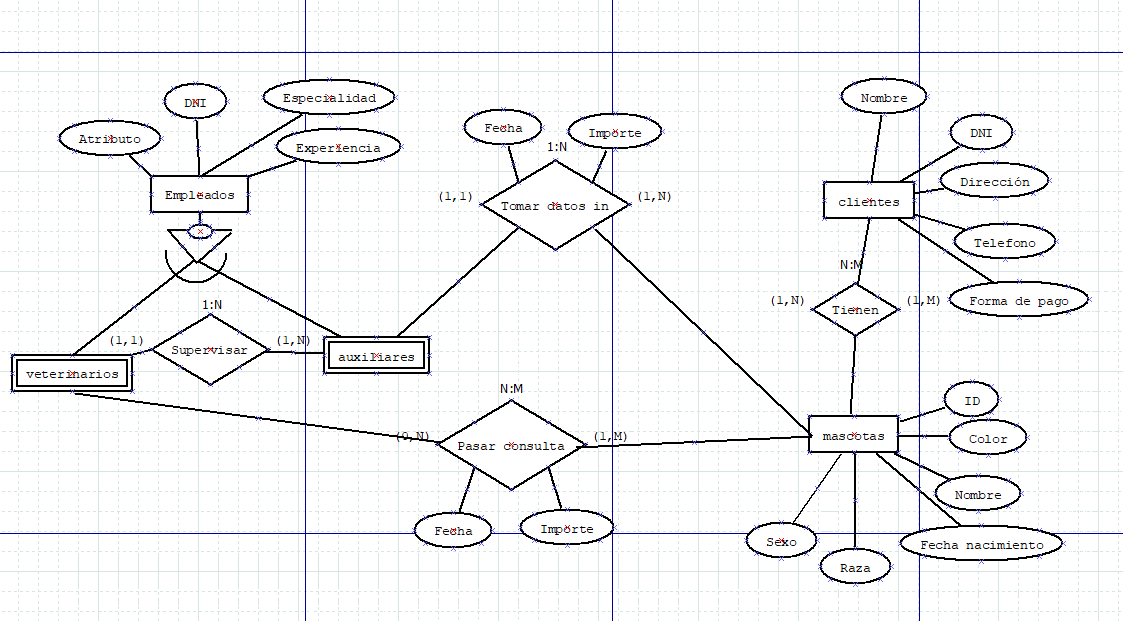 Nombre
DNI
Especialidad
Atributo
Experiencia
Empleados
Fecha
Importe
1:N
(1,1)
Tomar datos in
(1,N)
DNI
Dirección
clientes
Telefono
N:M
(1,N)
Tienen
(1,M)
Forma de pago
1:N
(1,1)
Supervisar
(1,N)
veterinarios
auxiliares
N:M
(0,N)
Pasar consulta
(1,M)
mascotas
ID
Color
Nombre
Fecha nacimiento
Fecha
Importe
Sexo
Raza